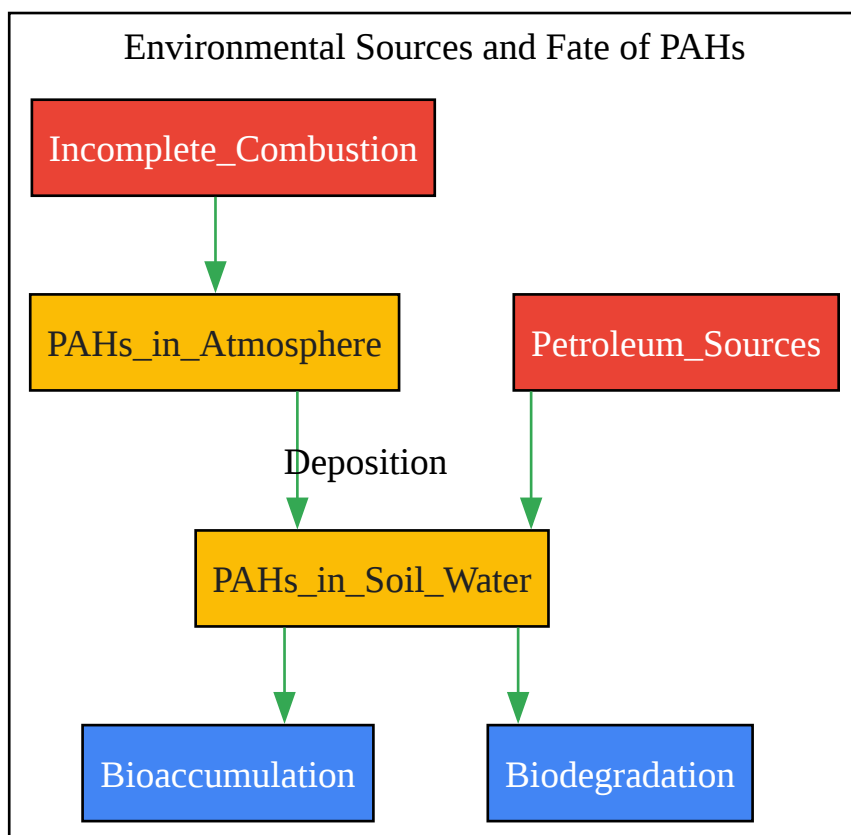 Environmental Sources and Fate of PAHs
Incomplete_Combustion
PAHs_in_Atmosphere
Petroleum_Sources
Deposition
PAHs_in_Soil_Water
Bioaccumulation
Biodegradation